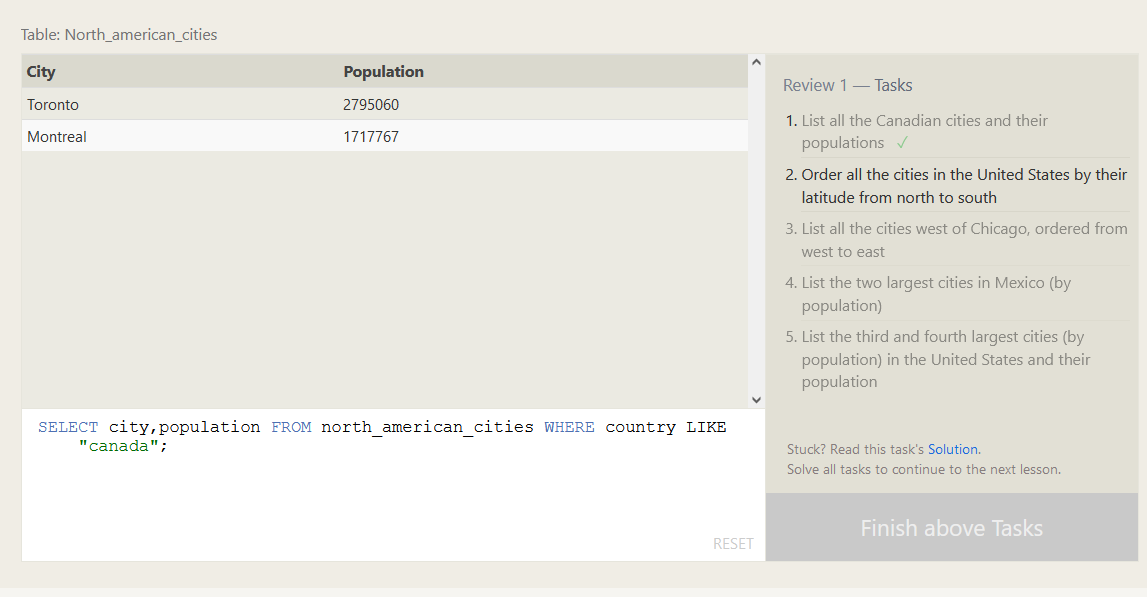 Table: North_american_cities
City Population
Toronto 2795060
Montreal 1717767
SELECT city,population FROM north_american_cities WHERE country LIKE
"canada";
RESET
Review 1 — Tasks
1. List all the Canadian cities and their
populations ✓
2. Order all the cities in the United States by their
latitude from north to south
3. List all the cities west of Chicago, ordered from
west to east
4. List the two largest cities in Mexico (by
population)
5. List the third and fourth largest cities (by
population) in the United States and their
population
Stuck? Read this task's Solution.
Solve all tasks to continue to the next lesson.
Finish above Tasks